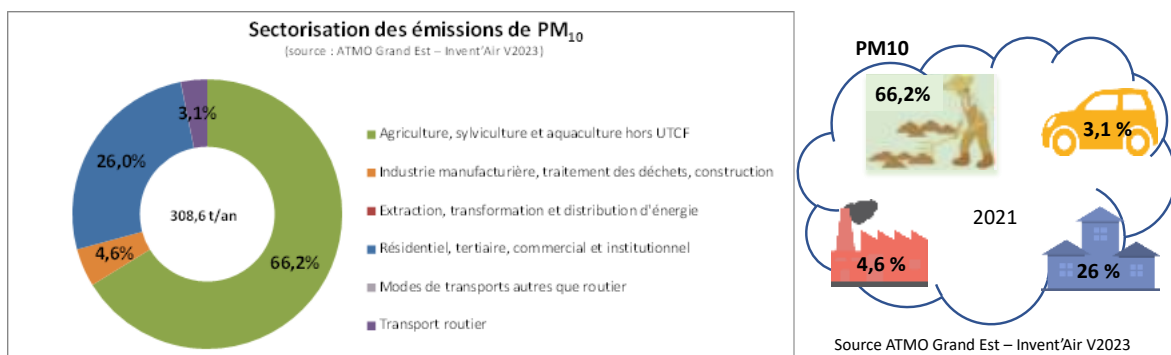 Sectorisation des émissions de PM10
(source : ATMO Grand Est – Invent'Air V2023)
3,1%
26,0%
308,6 t/an
4,6%
66,2%
Agriculture, sylviculture et aquaculture hors UTCF
Industrie manufacturière, traitement des déchets, construction
Extraction, transformation et distribution d'énergie
Résidentiel, tertiaire, commercial et institutionnel
Modes de transports autres que routier
Transport routier
PM10
66,2%
3,1 %
2021
4,6 %
26 %
Source ATMO Grand Est – Invent'Air V2023